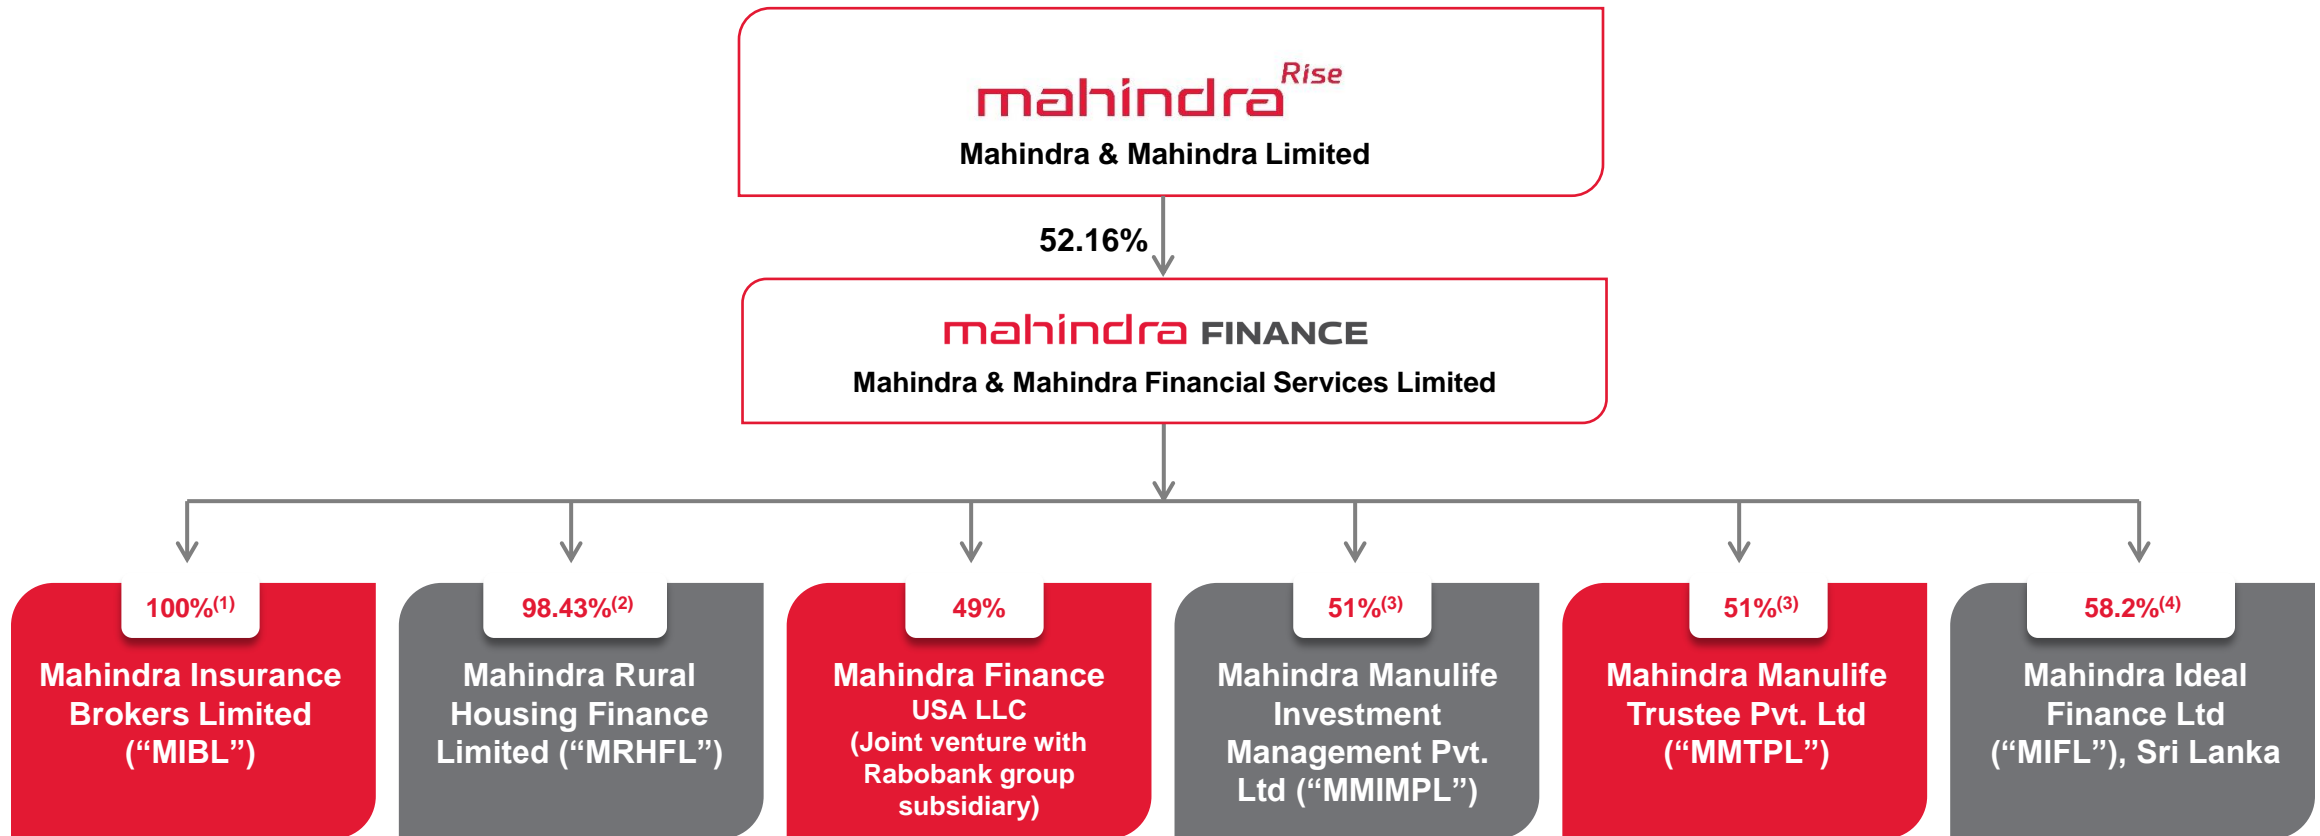 mahindra Rise
Mahindra & Mahindra Limited
52.16%
mahindra FINANCE
Mahindra & Mahindra Financial Services Limited
100%(1)
Mahindra Insurance
Brokers Limited
(“MIBL”)
98.43%(2)
Mahindra Rural
Housing Finance
Limited (“MRHFL”)
49%
Mahindra Finance
USA LLC
(Joint venture with
Rabobank group
subsidiary)
51%(3)
Mahindra Manulife
Investment
Management Pvt.
Ltd (“MMIMPL”)
51%(3)
Mahindra Manulife
Trustee Pvt. Ltd
(“MMTPL”)
58.2%(4)
Mahindra Ideal
Finance Ltd
(“MIFL”), Sri Lanka